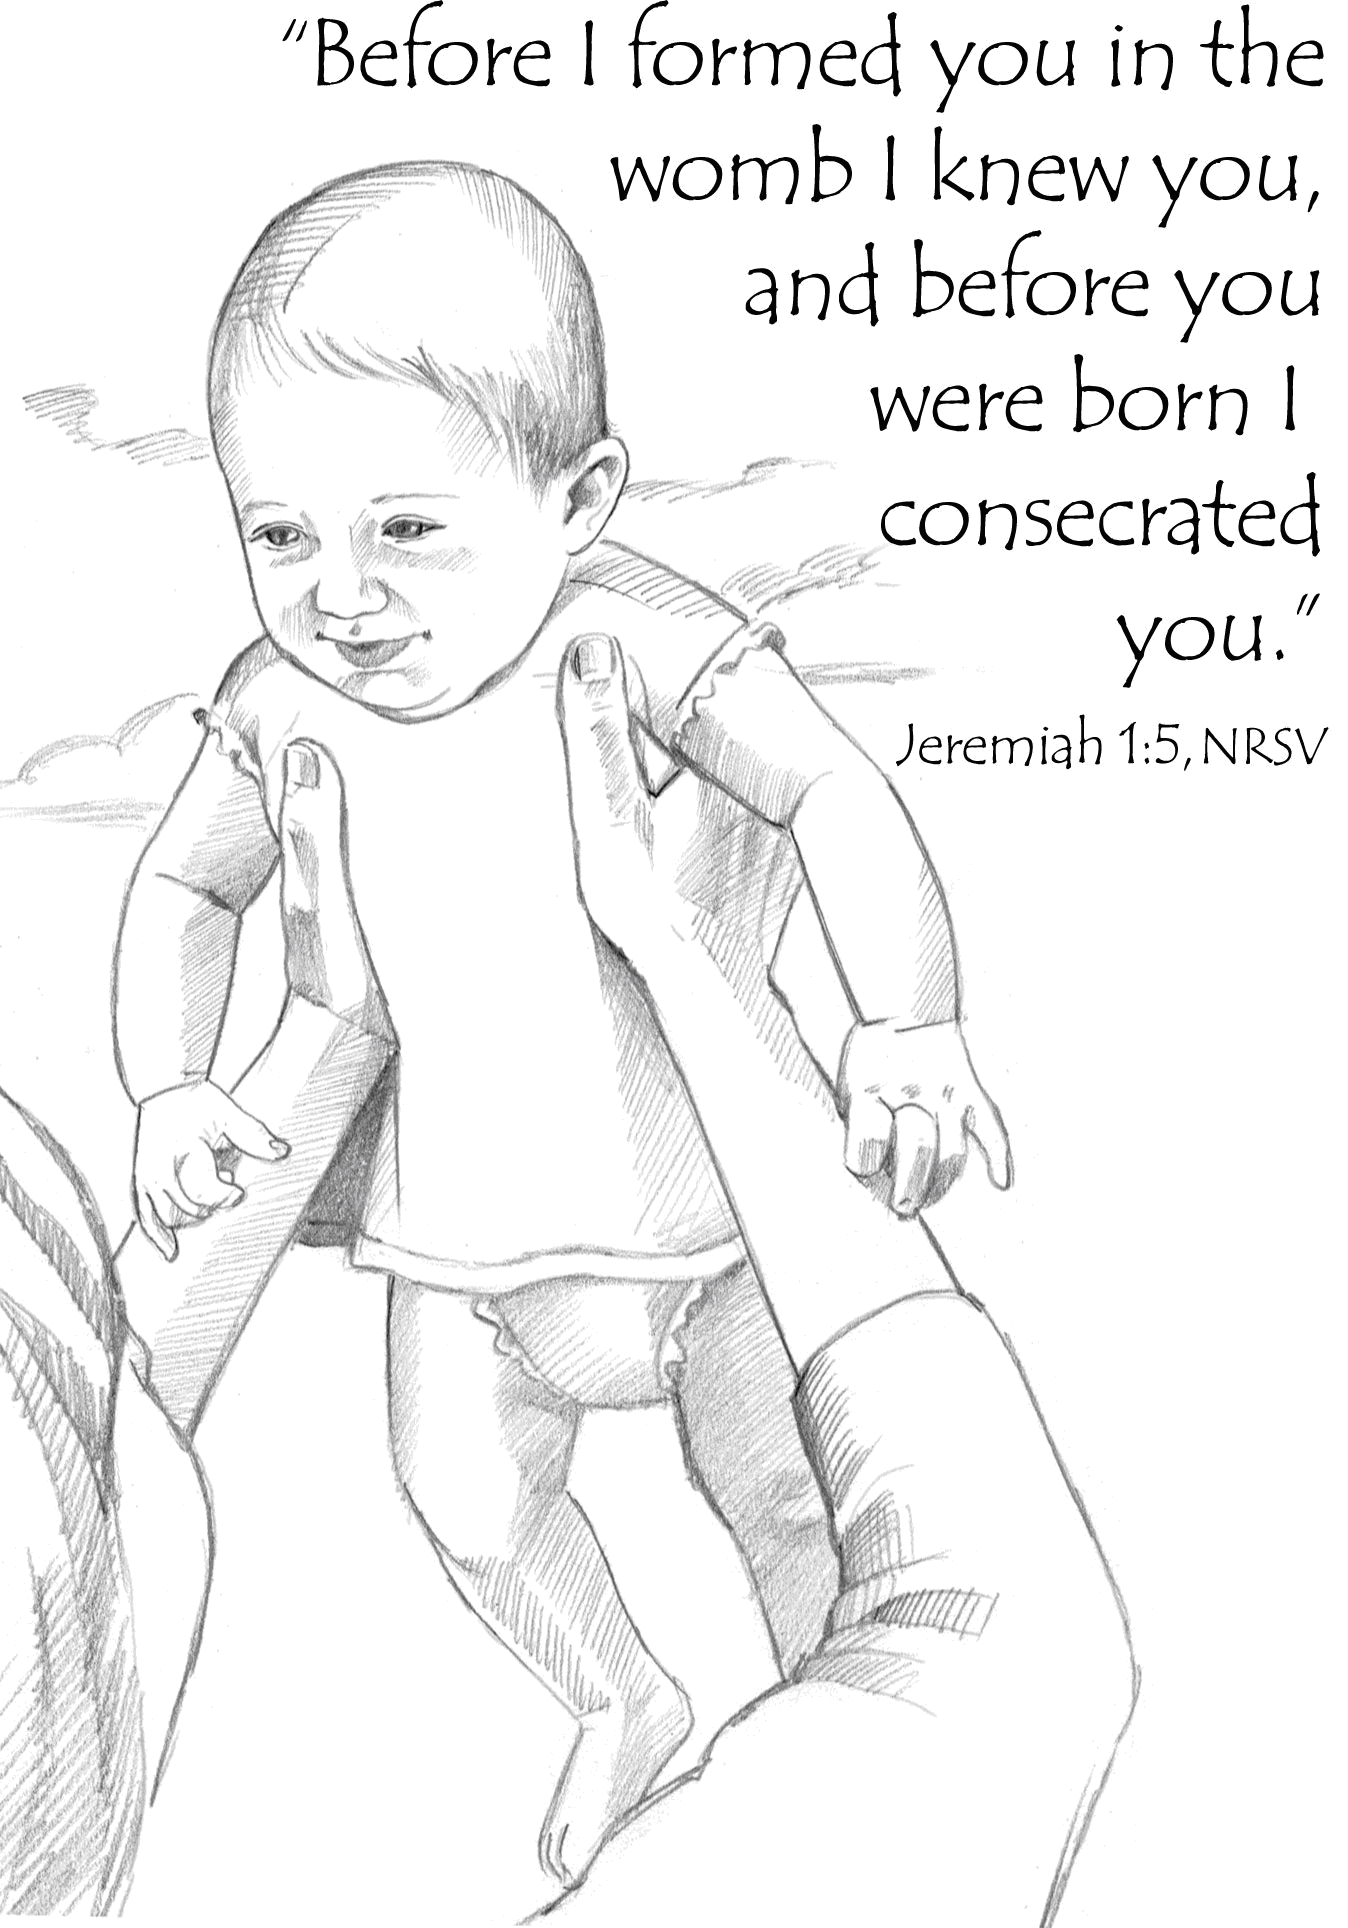 “Before I formed you in the
womb I knew you,
and before you
were born I
consecrated
you.”
Jeremiah 1:5, NRSV